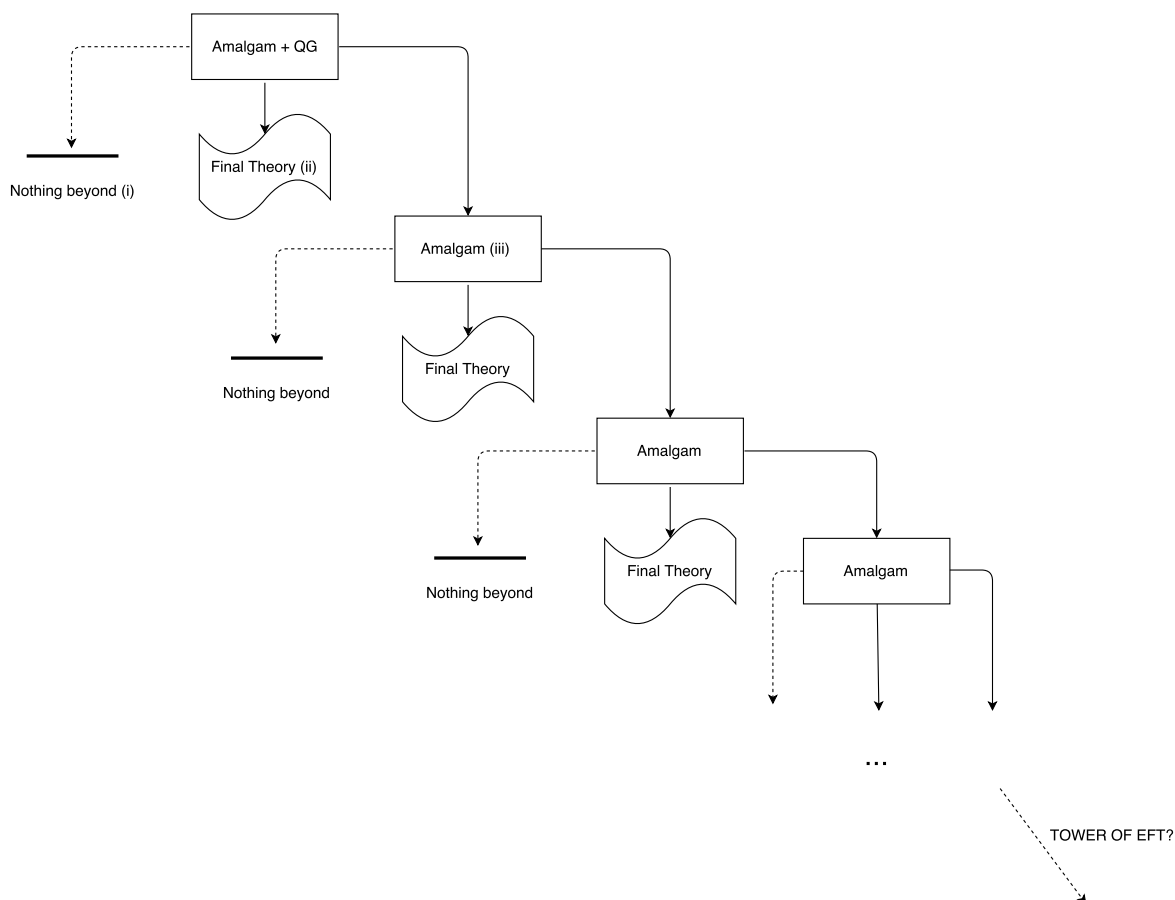 Amalgam + QG
Nothing beyond (i)
Final Theory (ii)
Amalgam (iii)
Nothing beyond
Final Theory
Amalgam
Nothing beyond
Final Theory
Amalgam
...
TOWER OF EFT?